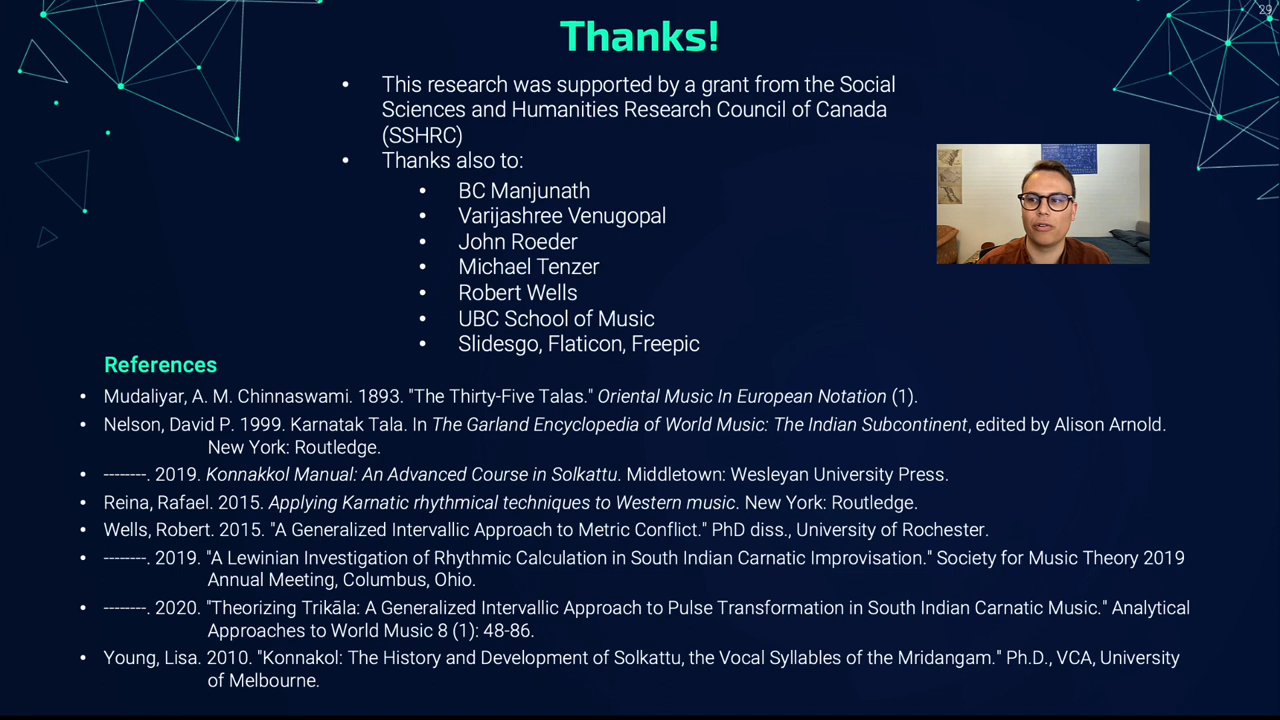 29
Thanks!
• This research was supported by a grant from the Social
Sciences and Humanities Research Council of Canada
(SSHRC)
• Thanks also to:
• BC Manjunath
• Varijashree Venugopal
• John Roeder
• Michael Tenzer
• Robert Wells
• UBC School of Music
• Slidesgo, Flaticon, Freepic
References
• Mudaliyar, A. M. Chinnaswami. 1893. "The Thirty-Five Talas." Oriental Music In European Notation (1).
• Nelson, David P. 1999. Karnatak Tala. In The Garland Encyclopedia of World Music: The Indian Subcontinent, edited by Alison Arnold.
New York: Routledge.
• -------. 2019. Konnakkol Manual: An Advanced Course in Solkattu. Middletown: Wesleyan University Press.
• Reina, Rafael. 2015. Applying Karnatic rhythmical techniques to Western music. New York: Routledge.
• Wells, Robert. 2015. "A Generalized Intervallic Approach to Metric Conflict." PhD diss., University of Rochester.
• -------. 2019. "A Lewinian Investigation of Rhythmic Calculation in South Indian Carnatic Improvisation." Society for Music Theory 2019
Annual Meeting, Columbus, Ohio.
• -------. 2020. "Theorizing Trikāla: A Generalized Intervallic Approach to Pulse Transformation in South Indian Carnatic Music." Analytical
Approaches to World Music 8 (1): 48-86.
• Young, Lisa. 2010. "Konnakol: The History and Development of Solkattu, the Vocal Syllables of the Mridangam." Ph.D., VCA, University
of Melbourne.